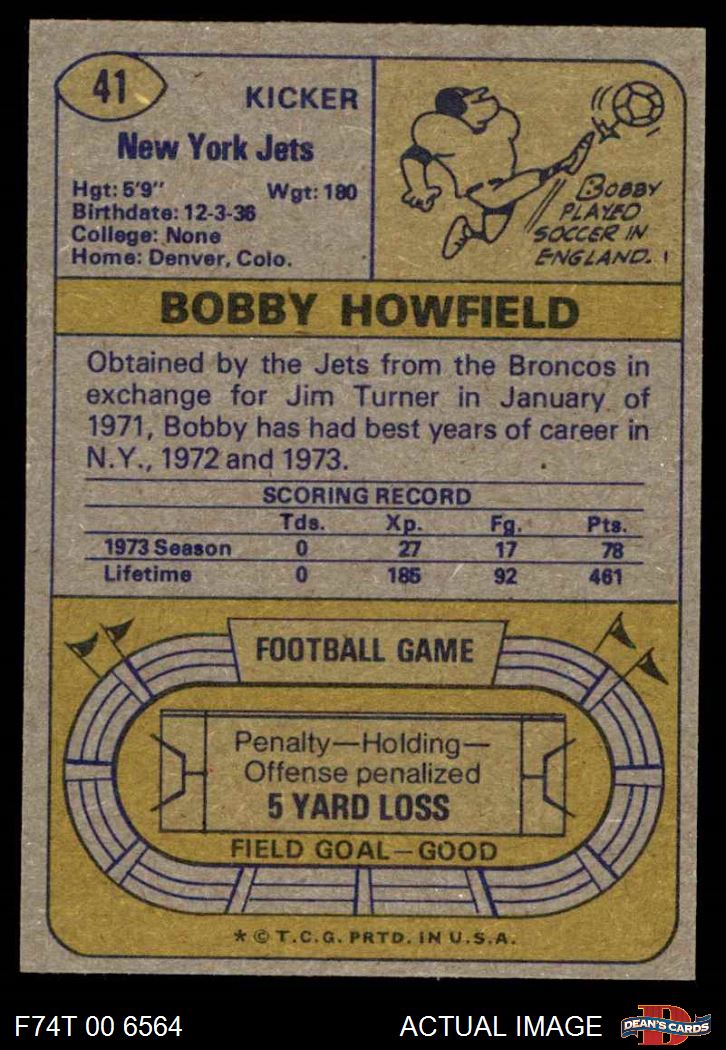 41
KICKER
New York Jets
Hgt: 5'9" Wgt: 180
Birthdate: 12-3-36
College: None
Home: Denver, Colo.
BOBBY
PLAYED
SOCCER IN
ENGLAND.
BOBBY HOWFIELD
Obtained by the Jets from the Broncos in
exchange for Jim Turner in January of
1971, Bobby has had best years of career in
N.Y., 1972 and 1973.
SCORING RECORD
Tds. Xp. Fg. Pts.
1973 Season 0 27 17 78
Lifetime 0 185 92 461
FOOTBALL GAME
Penalty—Holding—
Offense penalized
5 YARD LOSS
FIELD GOAL—GOOD
* © T.C.G. PRTD. IN U.S.A.
F74T 00 6564 ACTUAL IMAGE
D
DEAN'S CARDS